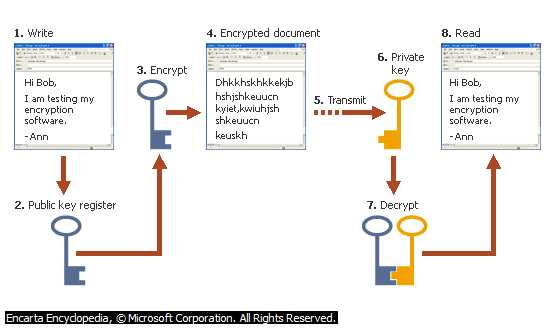 1. Write
Hi Bob,
I am testing my
encryption
software.
-Ann
2. Public key register
3. Encrypt
4. Encrypted document
Dhkkhskhkkekjb
hshjshkeuucn
kyiet,kwiuhjsh
shkeuucn
keuskh
5. Transmit
6. Private
key
7. Decrypt
8. Read
Hi Bob,
I am testing my
encryption
software.
-Ann
Encarta Encyclopedia, © Microsoft Corporation. All Rights Reserved.